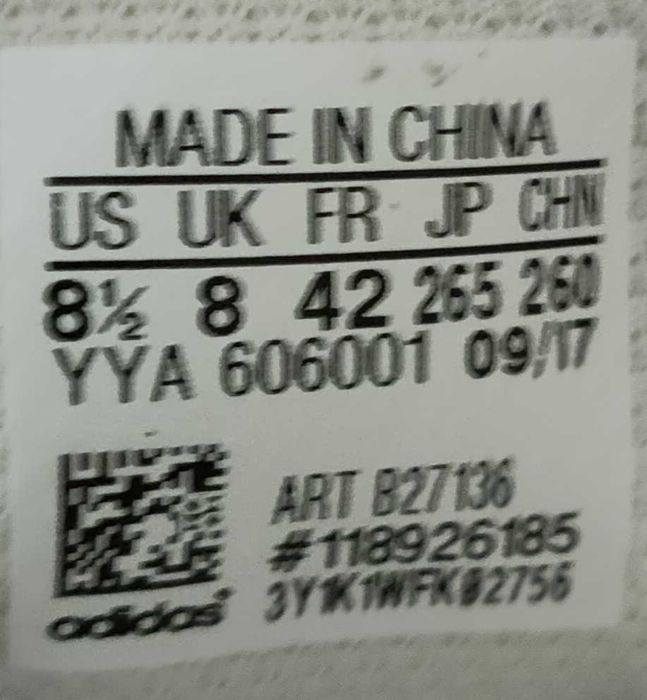 MADE IN CHINA
US UK FR JP CHN
8½ 8 42 265 260
YYA 606001 09/17
ART B27136
#118926185
3Y1K1WFK02756
adidas